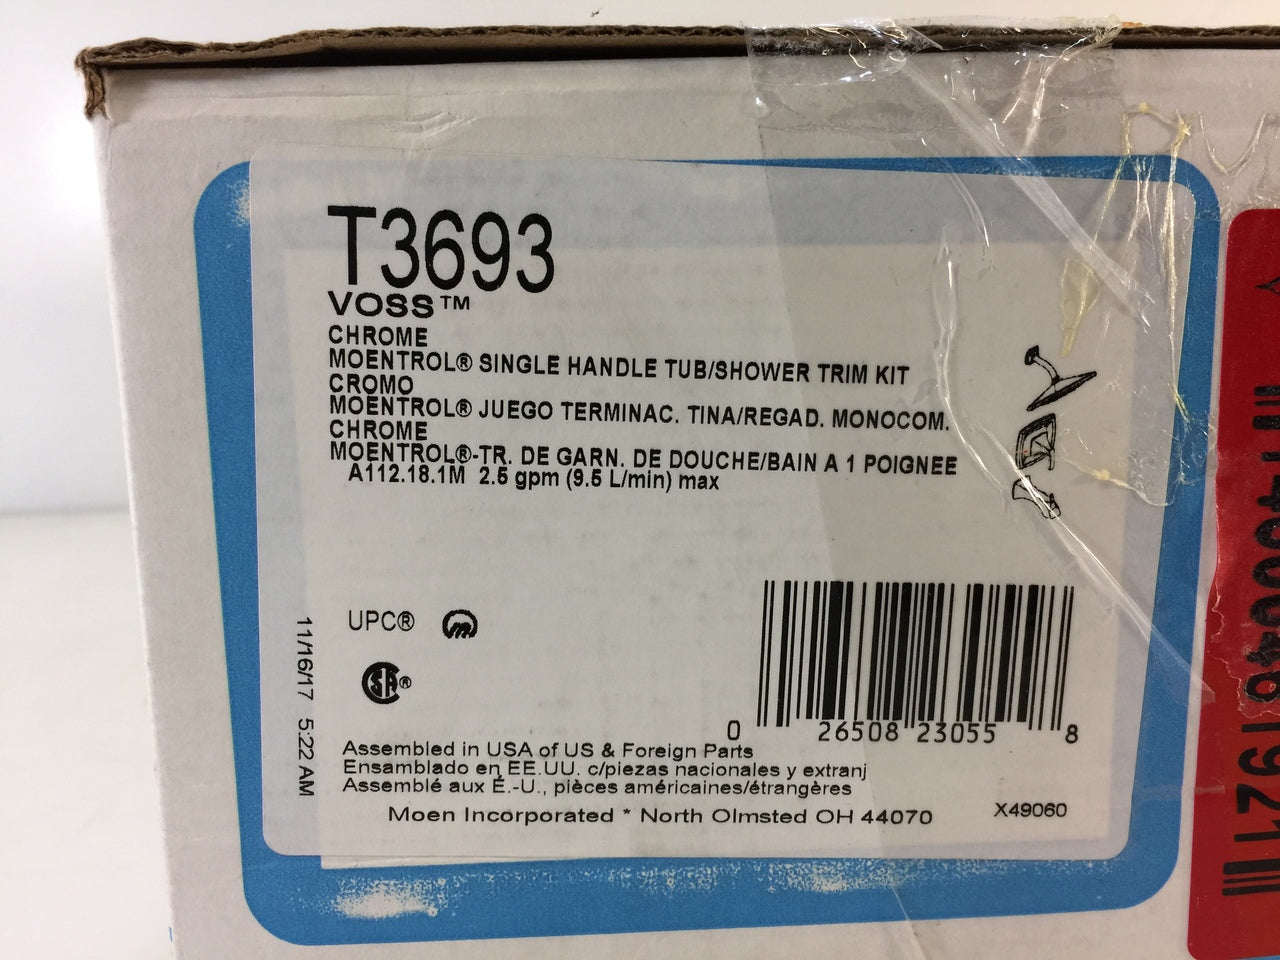 T3693
VOSS™
CHROME
MOENTROL® SINGLE HANDLE TUB/SHOWER TRIM KIT
CROMO
MOENTROL® JUEGO TERMINAC. TINA/REGAD. MONOCOM.
CHROME
MOENTROL®-TR. DE GARN. DE DOUCHE/BAIN A 1 POIGNEE
A112.18.1M 2.5 gpm (9.5 L/min) max
UPC®
11/16/17 5:22 AM
0 26508 23055 8
Assembled in USA of US & Foreign Parts
Ensamblado en EE.UU. c/piezas nacionales y extranj
Assemblé aux É.-U., pièces américaines/étrangères
Moen Incorporated * North Olmsted OH 44070
X49060